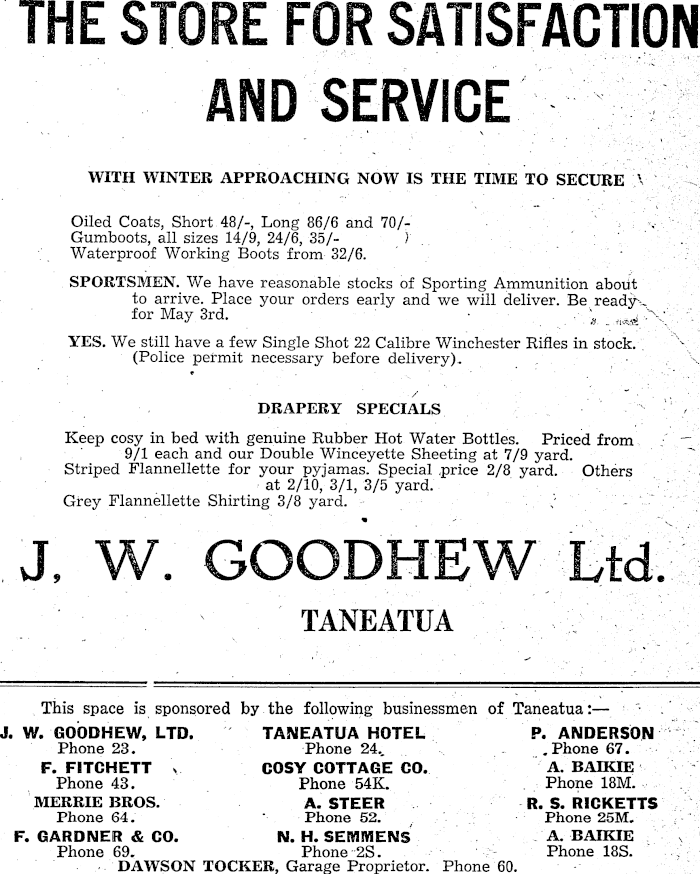 THE STORE FOR SATISFACTION
AND SERVICE
WITH WINTER APPROACHING NOW IS THE TIME TO SECURE
Oiled Coats, Short 48/-, Long 86/6 and 70/-
Gumboots, all sizes 14/9, 24/6, 35/-
Waterproof Working Boots from 32/6.
SPORTSMEN. We have reasonable stocks of Sporting Ammunition about
to arrive. Place your orders early and we will deliver. Be ready
for May 3rd.
YES. We still have a few Single Shot 22 Calibre Winchester Rifles in stock.
(Police permit necessary before delivery).
DRAPERY SPECIALS
Keep cosy in bed with genuine Rubber Hot Water Bottles. Priced from
9/1 each and our Double Winceyette Sheeting at 7/9 yard.
Striped Flannellette for your pyjamas. Special price 2/8 yard. Others
at 2/10, 3/1, 3/5 yard.
Grey Flannellette Shirting 3/8 yard.
J. W. GOODHEW Ltd.
TANEATUA
This space is sponsored by the following businessmen of Taneatua:—
J. W. GOODHEW, LTD. TANEATUA HOTEL P. ANDERSON
Phone 23. Phone 24. Phone 67.
F. FITCHETT COSY COTTAGE CO. A. BAIKIE
Phone 43. Phone 54K. Phone 18M.
MERRIE BROS. A. STEER R. S. RICKETTS
Phone 64. Phone 52. Phone 25M.
F. GARDNER & CO. N. H. SEMMENS A. BAIKIE
Phone 69. Phone 2S. Phone 18S.
DAWSON TOCKER, Garage Proprietor. Phone 60.